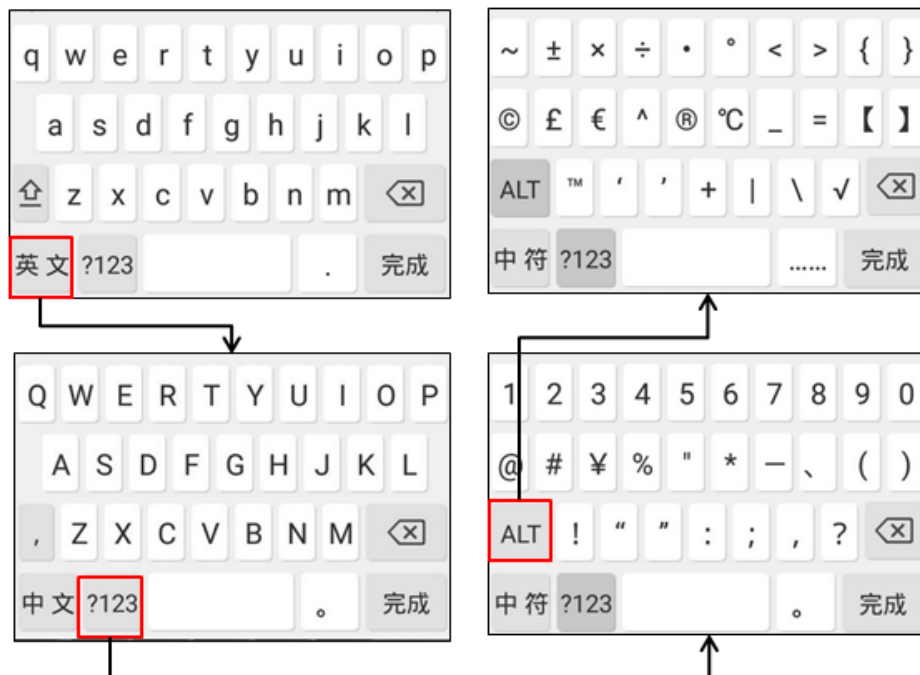 q w e r t y u i o p
a s d f g h j k l
z x c v b n m
英文 ?123 . 完成
~ ± × ÷ • ° < > { }
© £ € ^ ® ℃ _ = 【 】
ALT ™ ‘ ’ + | \ √
中符 ?123 …… 完成
Q W E R T Y U I O P
A S D F G H J K L
, Z X C V B N M
中文 ?123 。 完成
1 2 3 4 5 6 7 8 9 0
@ # ¥ % " * — 、 ( )
ALT ! “ ” : ; , ?
中符 ?123 。 完成